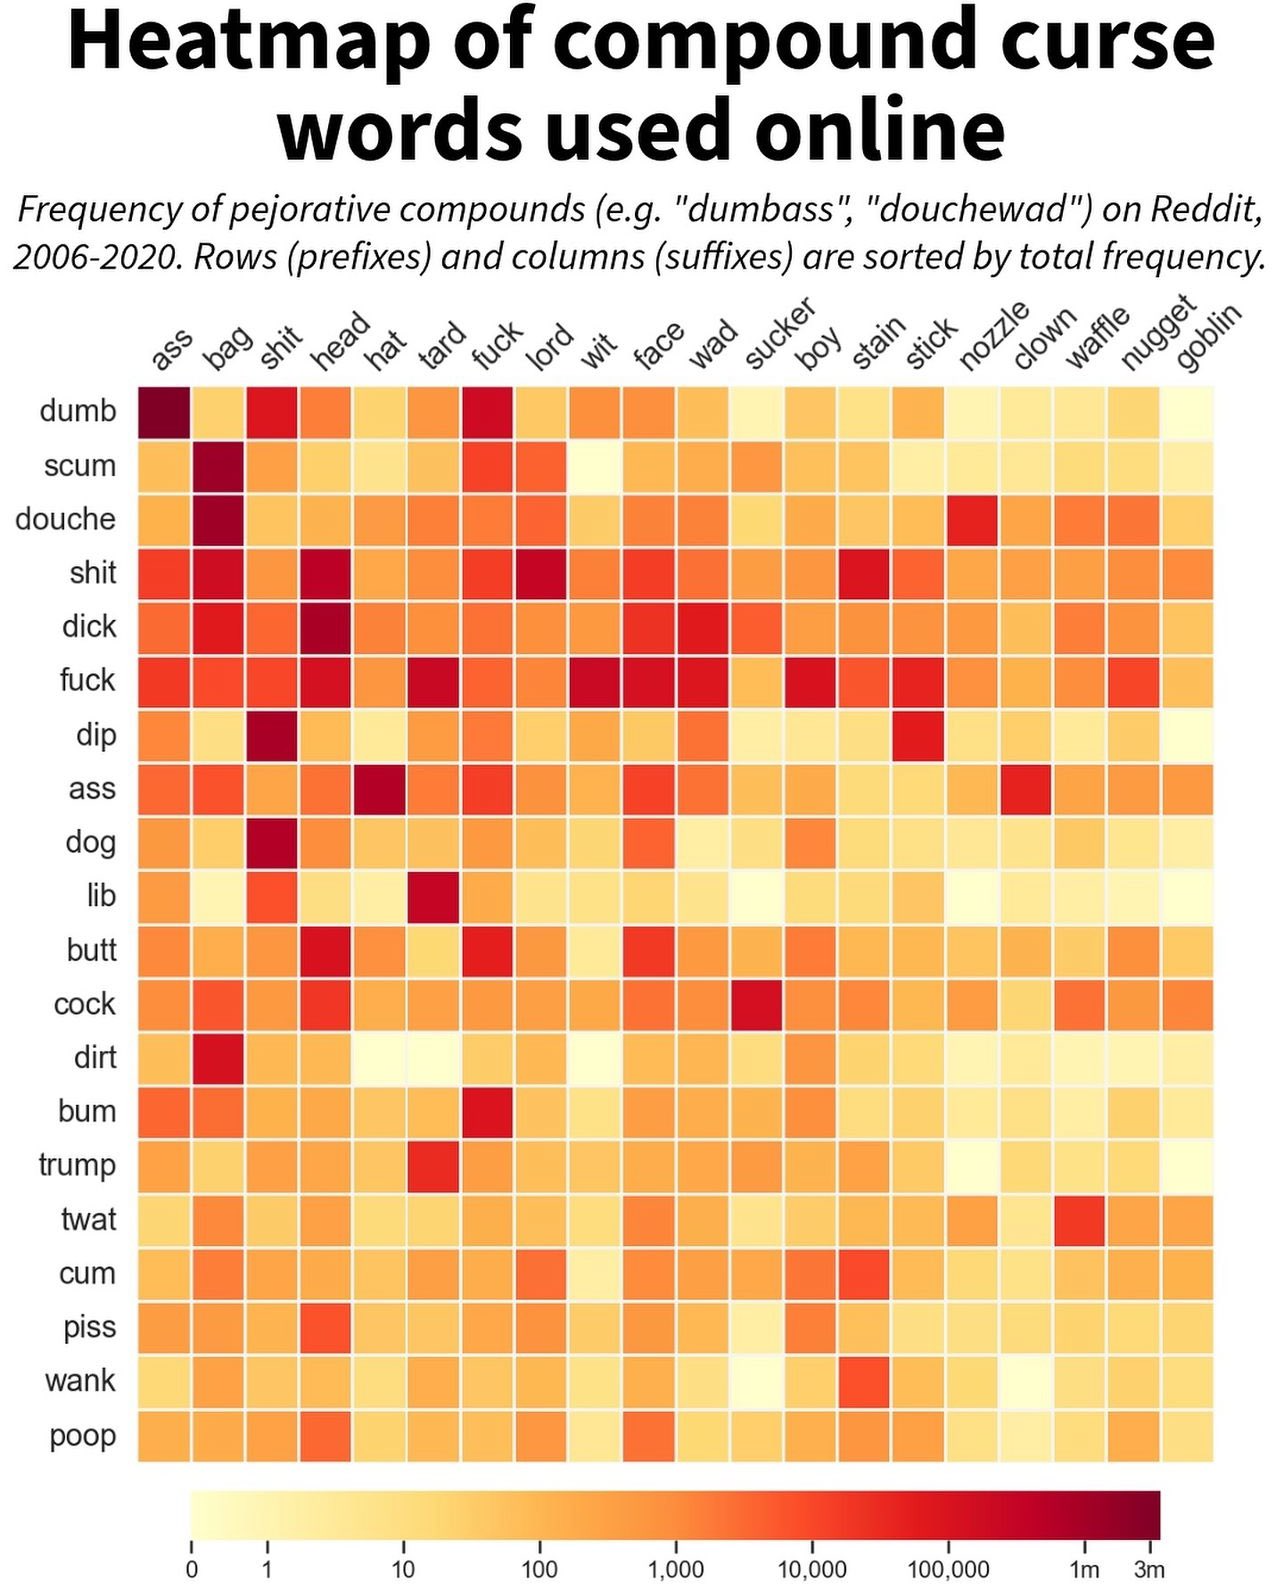 Heatmap of compound curse
words used online
Frequency of pejorative compounds (e.g. "dumbass", "douchewad") on Reddit,
2006-2020. Rows (prefixes) and columns (suffixes) are sorted by total frequency.
ass bag shit head hat tard fuck lord wit face wad sucker boy stain stick nozzle clown waffle nugget goblin
dumb
scum
douche
shit
dick
fuck
dip
ass
dog
lib
butt
cock
dirt
bum
trump
twat
cum
piss
wank
poop
0 1 10 100 1,000 10,000 100,000 1m 3m